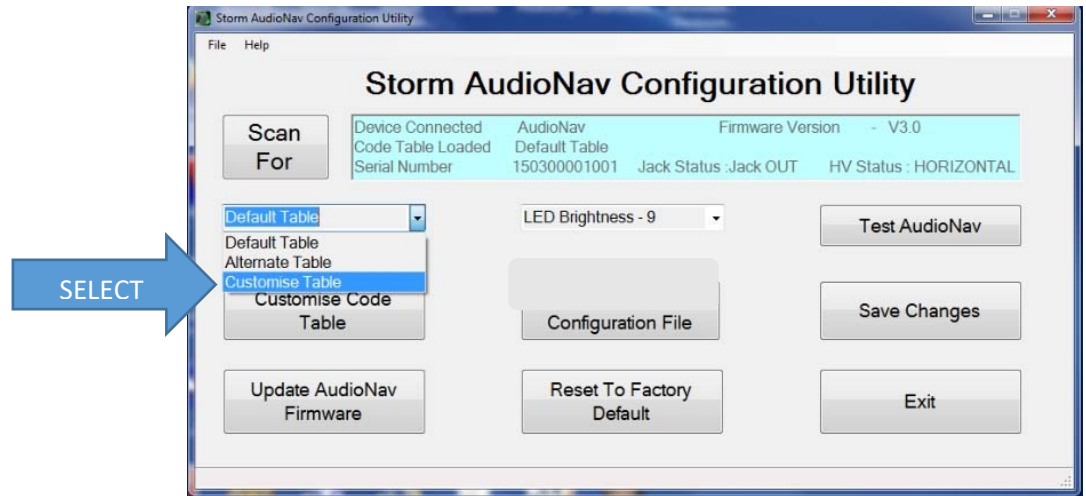 Storm AudioNav Configuration Utility
File Help
Storm AudioNav Configuration Utility
Scan
For
Device Connected AudioNav Firmware Version - V3.0
Code Table Loaded Default Table
Serial Number 150300001001 Jack Status :Jack OUT HV Status : HORIZONTAL
Default Table
LED Brightness - 9
Test AudioNav
Default Table
Alternate Table
Customise Table
SELECT
Customise Code
Table
Configuration File
Save Changes
Update AudioNav
Firmware
Reset To Factory
Default
Exit